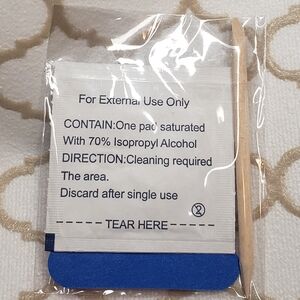 For External Use Only
CONTAIN:One pad saturated
With 70% Isopropyl Alcohol
DIRECTION:Cleaning required
The area.
Discard after single use
②
----- TEAR HERE -----